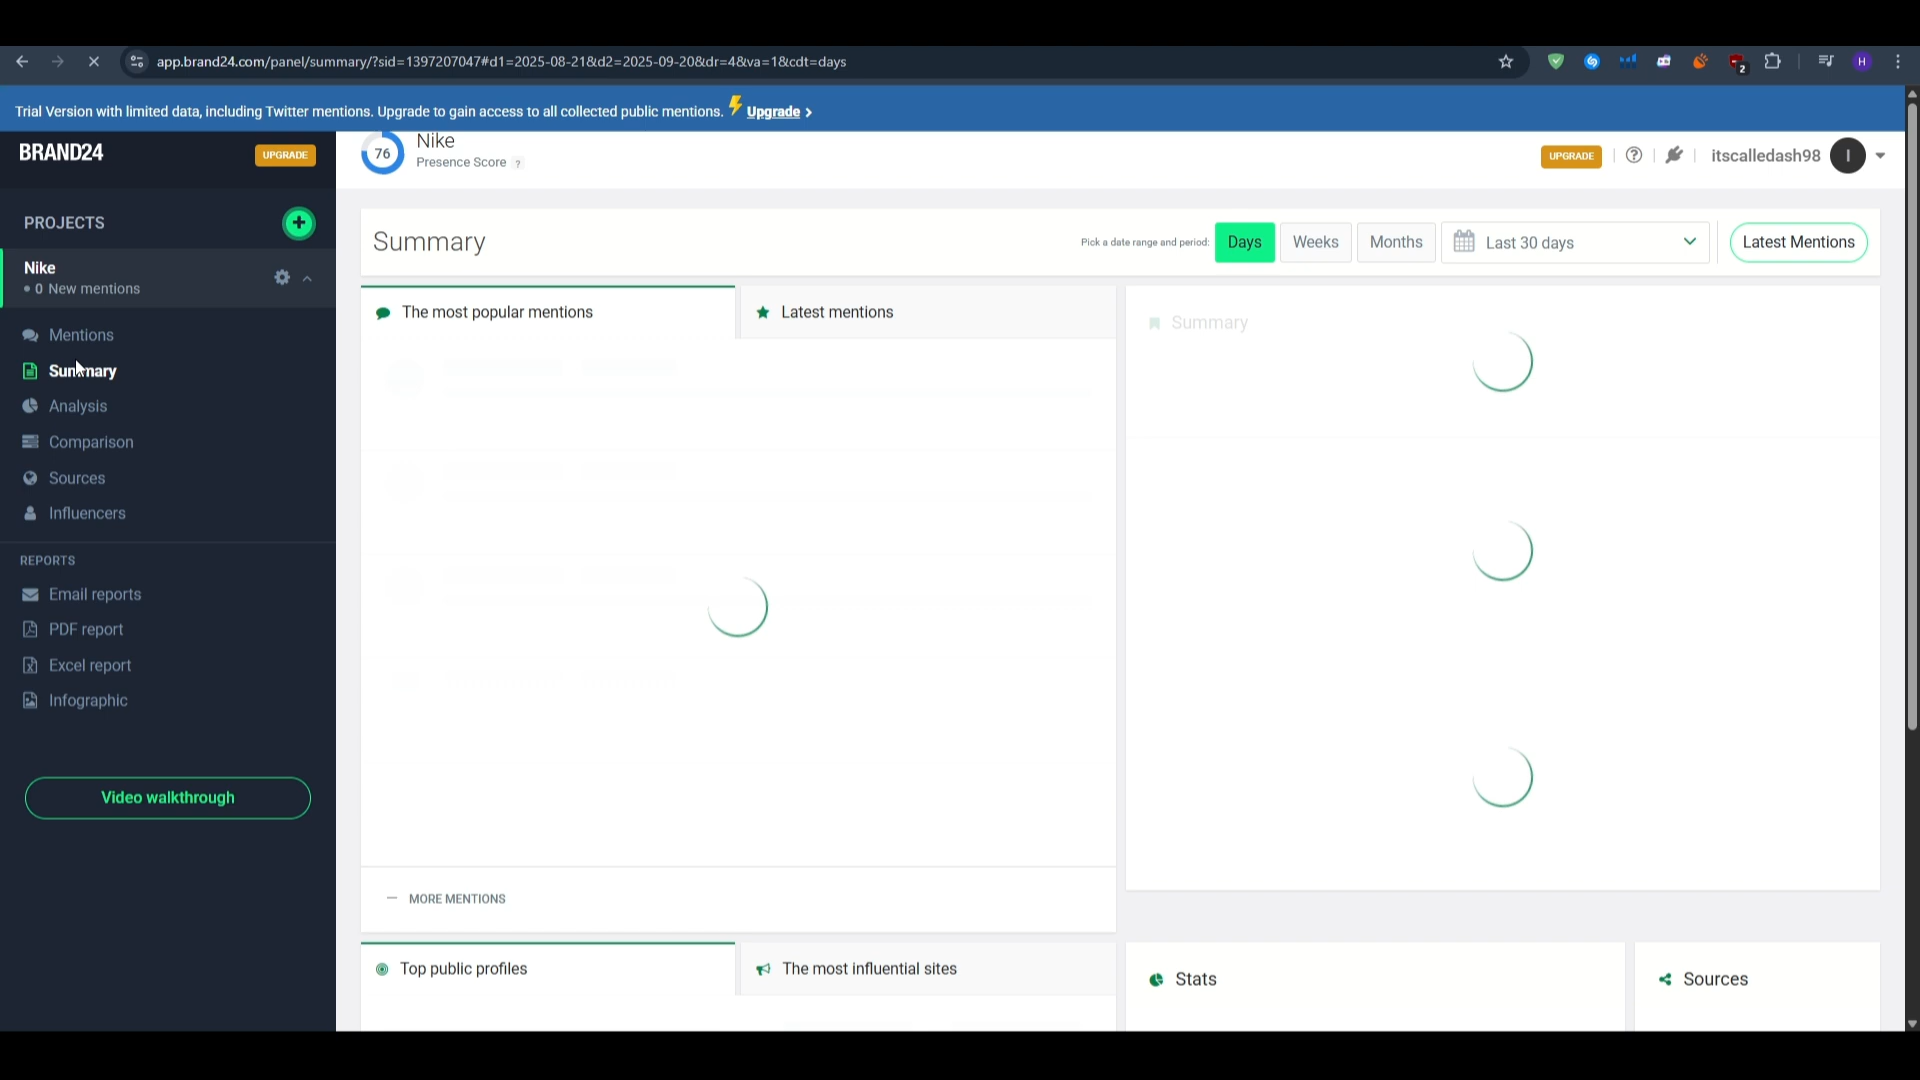 app.brand24.com/panel/summary/?sid=1397207047#d1=2025-08-21&d2=2025-09-20&dr=4&va=1&cdt=days
2
H
Trial Version with limited data, including Twitter mentions. Upgrade to gain access to all collected public mentions. Upgrade >
BRAND24
UPGRADE
76
Nike
Presence Score ?
UPGRADE
itscalledash98
I
PROJECTS
Nike
0 New mentions
Mentions
Summary
Analysis
Comparison
Sources
Influencers
REPORTS
Email reports
PDF report
Excel report
Infographic
Video walkthrough
Summary
Pick a date range and period:
Days
Weeks
Months
Last 30 days
Latest Mentions
The most popular mentions
Latest mentions
Summary
MORE MENTIONS
Top public profiles
The most influential sites
Stats
Sources